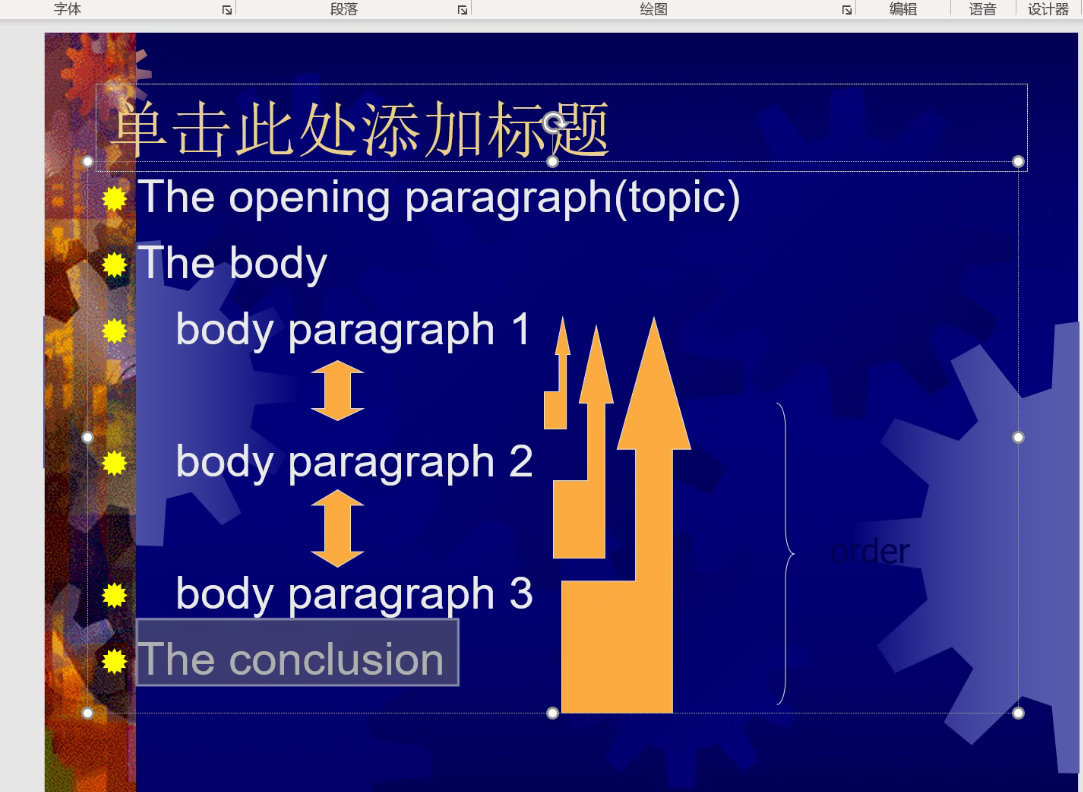 字体 段落 绘图 编辑 语音 设计器
单击此处添加标题
The opening paragraph(topic)
The body
body paragraph 1
body paragraph 2
order
body paragraph 3
The conclusion